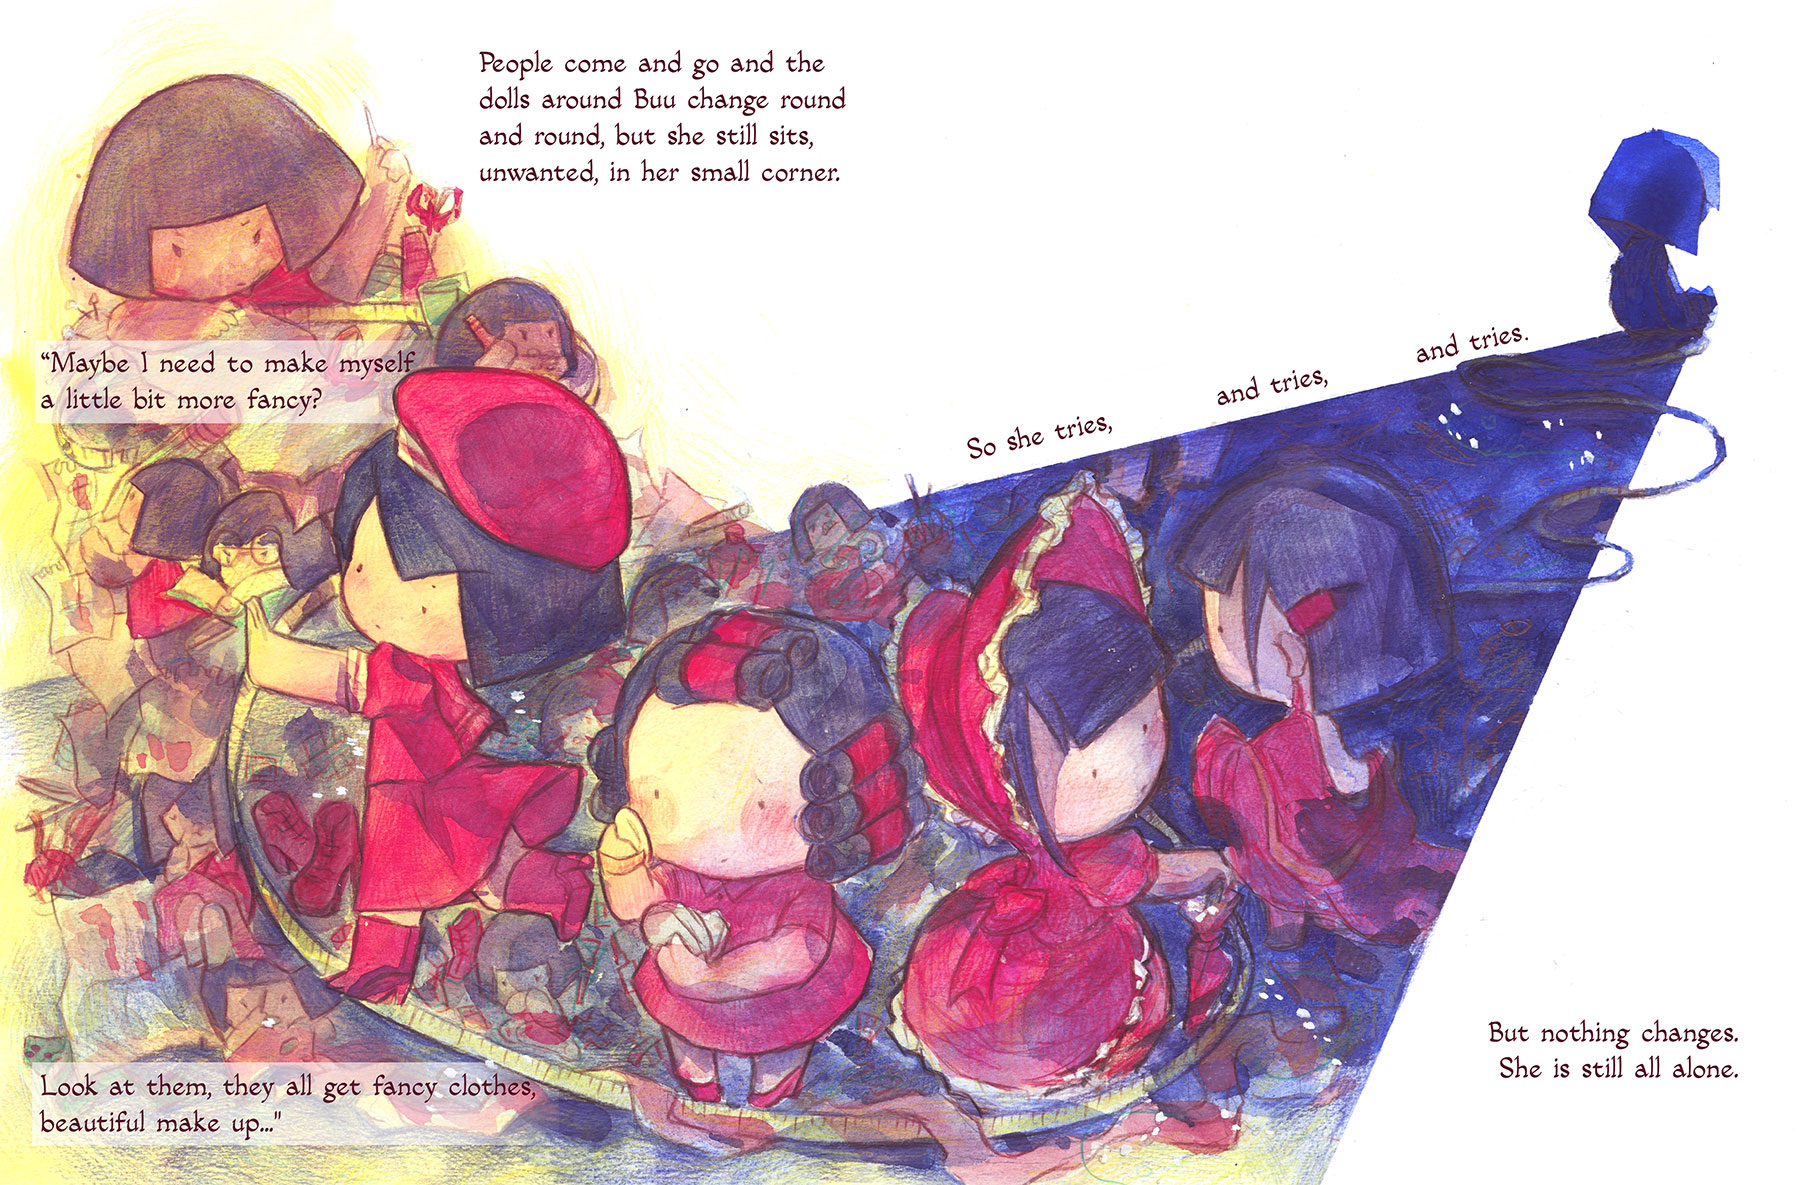 People come and go and the
dolls around Buu change round
and round, but she still sits,
unwanted, in her small corner.
“Maybe I need to make myself
a little bit more fancy?
Look at them, they all get fancy clothes,
beautiful make up..."
So she tries,
and tries,
and tries.
But nothing changes.
She is still all alone.